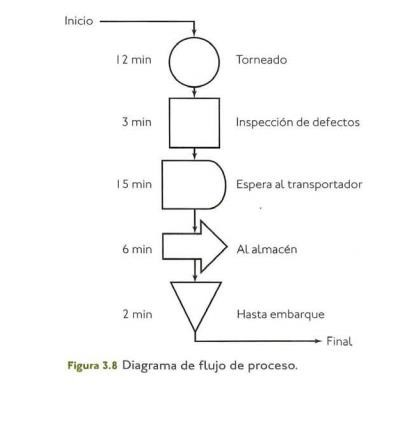 Inicio
12 min Torneado
3 min Inspección de defectos
15 min Espera al transportador
6 min Al almacén
2 min Hasta embarque
Final
Figura 3.8 Diagrama de flujo de proceso.